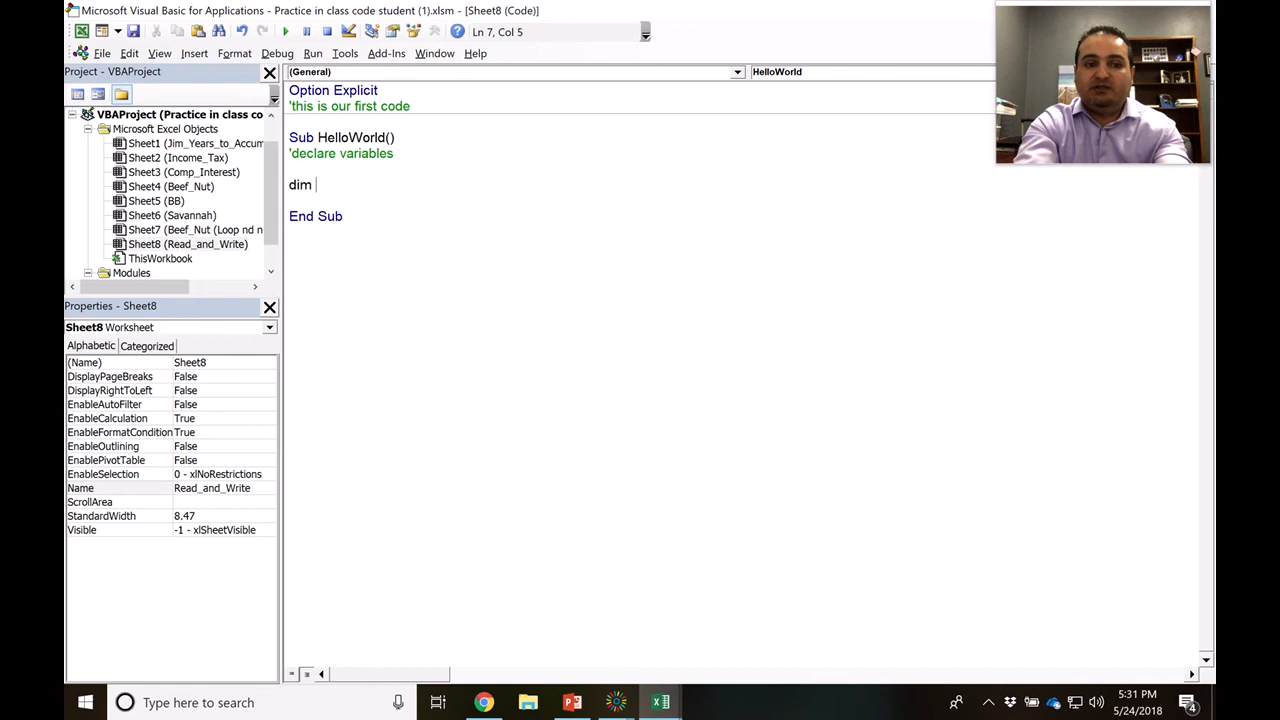 Microsoft Visual Basic for Applications - Practice in class code student (1).xlsm - [Sheet8 (Code)]
Ln 7, Col 5
File Edit View Insert Format Debug Run Tools Add-Ins Window Help
Project - VBAProject
(General)
HelloWorld
VBAProject (Practice in class co
Microsoft Excel Objects
Sheet1 (Jim_Years_to_Accum
Sheet2 (Income_Tax)
Sheet3 (Comp_Interest)
Sheet4 (Beef_Nut)
Sheet5 (BB)
Sheet6 (Savannah)
Sheet7 (Beef_Nut (Loop nd n
Sheet8 (Read_and_Write)
ThisWorkbook
Modules
Option Explicit
'this is our first code
Sub HelloWorld()
'declare variables
dim
End Sub
Properties - Sheet8
Sheet8 Worksheet
Alphabetic Categorized
(Name) Sheet8
DisplayPageBreaks False
DisplayRightToLeft False
EnableAutoFilter False
EnableCalculation True
EnableFormatCondition True
EnableOutlining False
EnablePivotTable False
EnableSelection 0 - xlNoRestrictions
Name Read_and_Write
ScrollArea
StandardWidth 8.47
Visible -1 - xlSheetVisible
Type here to search
5:31 PM
5/24/2018
4